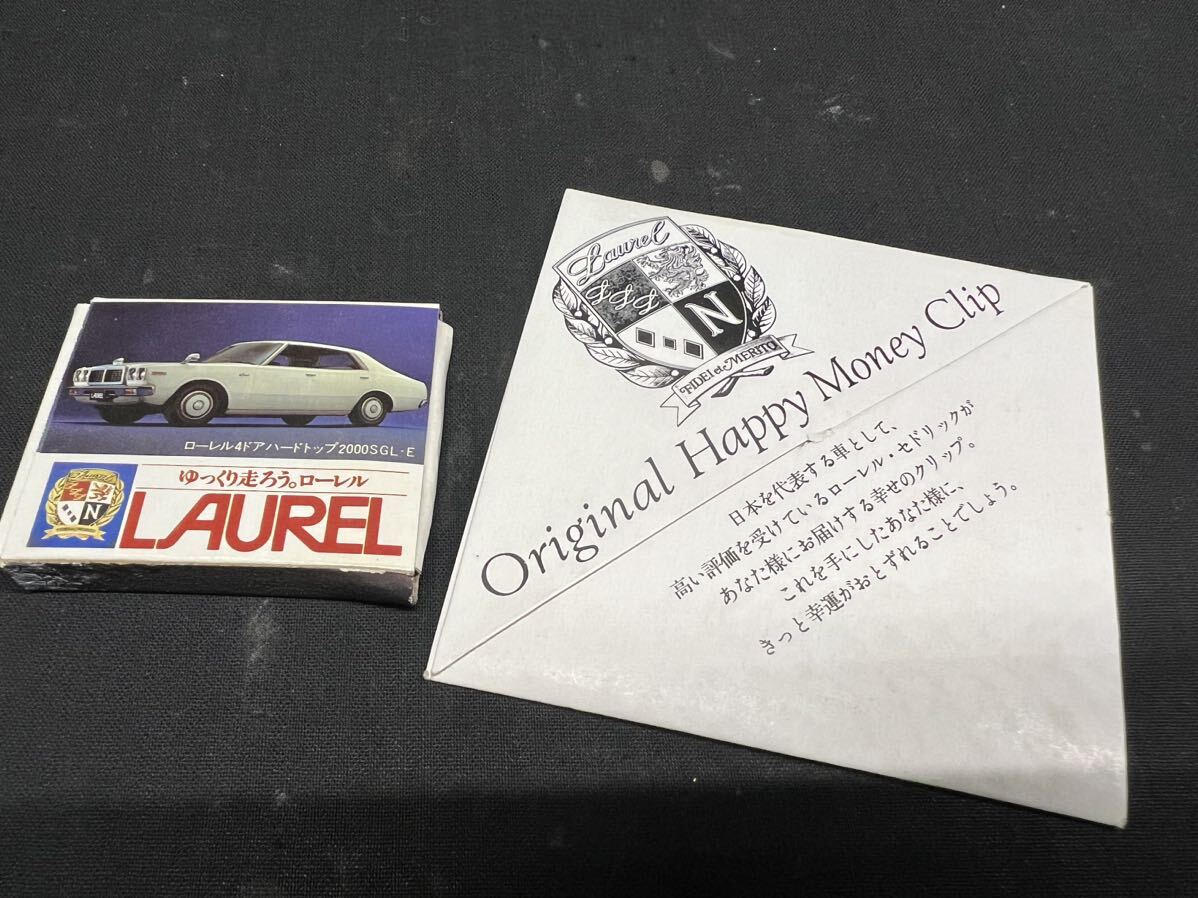 LAUREL
ローレル4ドアハードトップ2000SGL・E
ゆっくり走ろう。ローレル
Laurel
N
LAUREL
Laurel
N
FIDEI et MERITO
Original Happy Money Clip
日本を代表する車として、
高い評価を受けているローレル・セドリックが
あなた様にお届けする幸せのクリップ。
これを手にしたあなた様に、
きっと幸運がおとずれることでしょう。